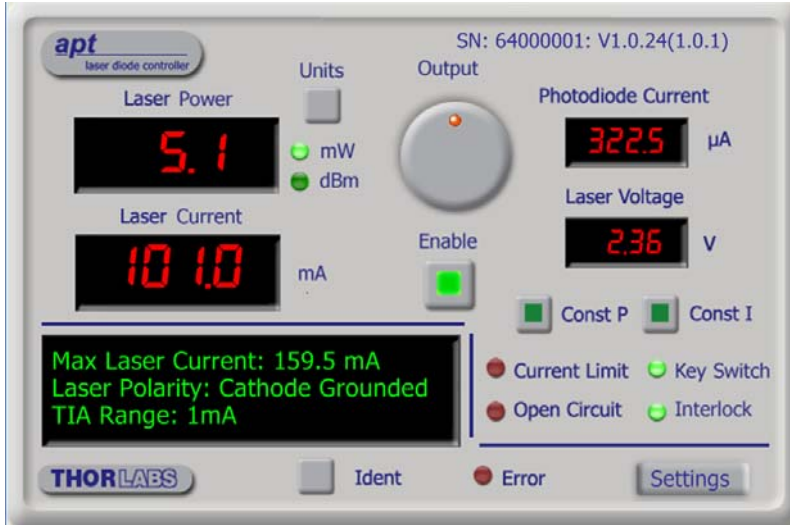 apt
laser diode controller
SN: 64000001: V1.0.24(1.0.1)
Units
Output
Laser Power
5.1
mW
dBm
Photodiode Current
322.5 µA
Laser Voltage
2.36 V
Laser Current
101.0 mA
Enable
Const P
Const I
Max Laser Current: 159.5 mA
Laser Polarity: Cathode Grounded
TIA Range: 1mA
Current Limit
Key Switch
Open Circuit
Interlock
THORLABS
Ident
Error
Settings